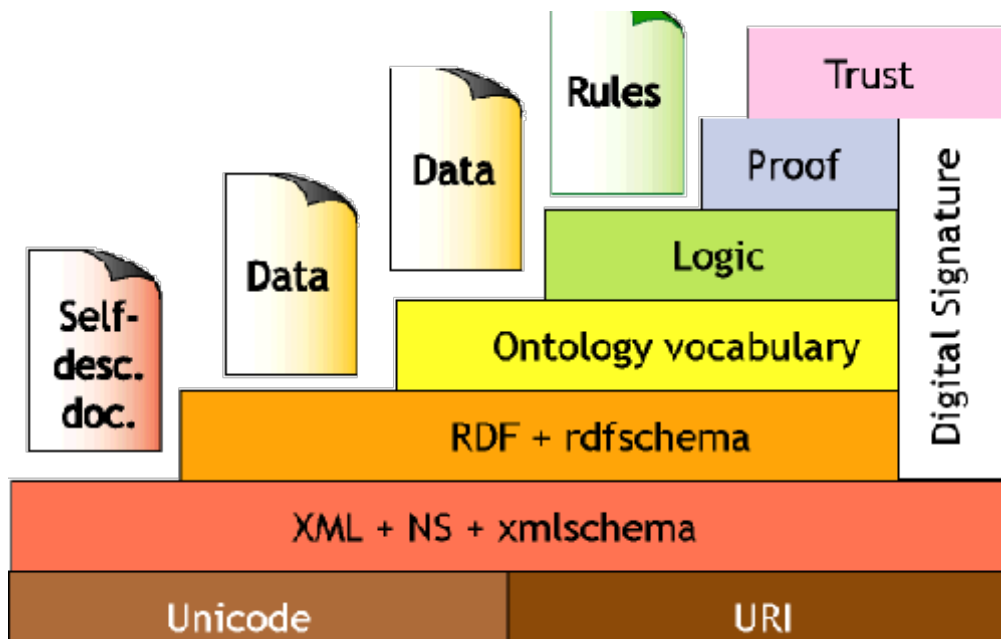 Rules
Trust
Data
Proof
Data
Logic
Self-
desc.
doc.
Ontology vocabulary
Digital Signature
RDF + rdfschema
XML + NS + xmlschema
Unicode
URI